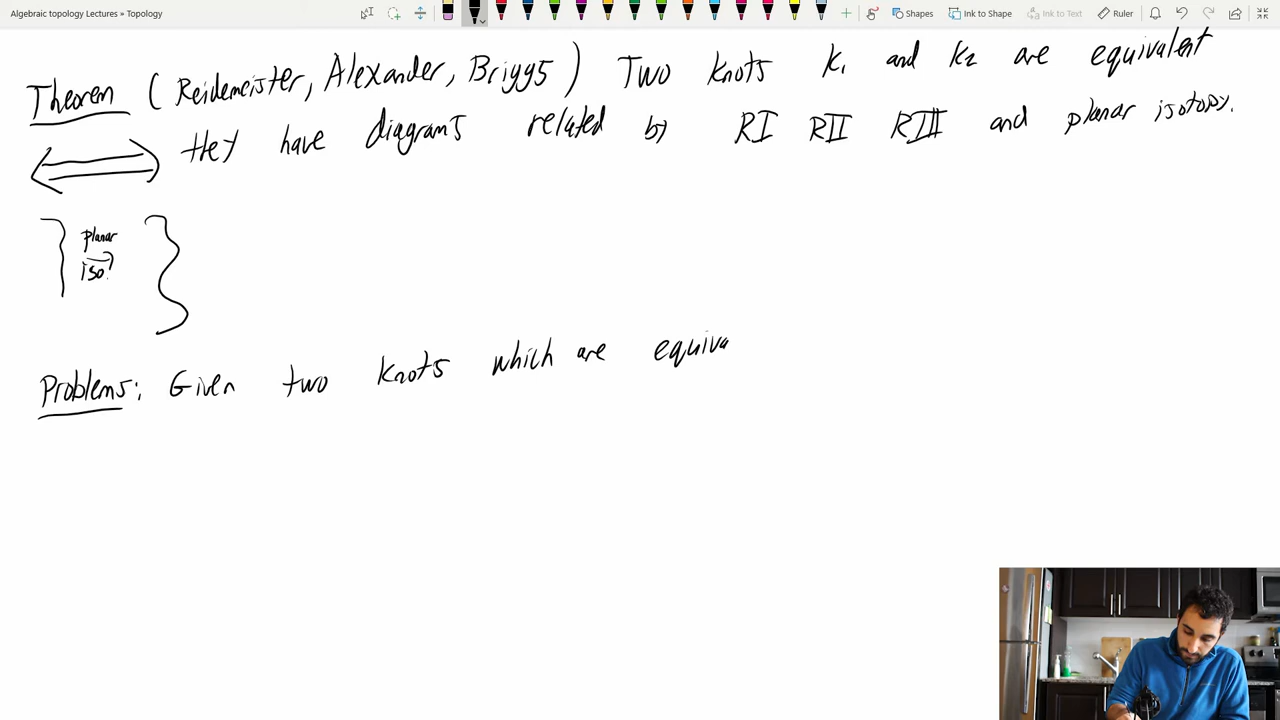 Algebraic topology Lectures » Topology
Shapes Ink to Shape Ink to Text Ruler
Theorem (Reidemeister, Alexander, Briggs) Two knots K1 and K2 are equivalent
⟺ they have diagrams related by RI RII RIII and planar isotopy.
planar
iso.
Problems: Given two knots which are equiva